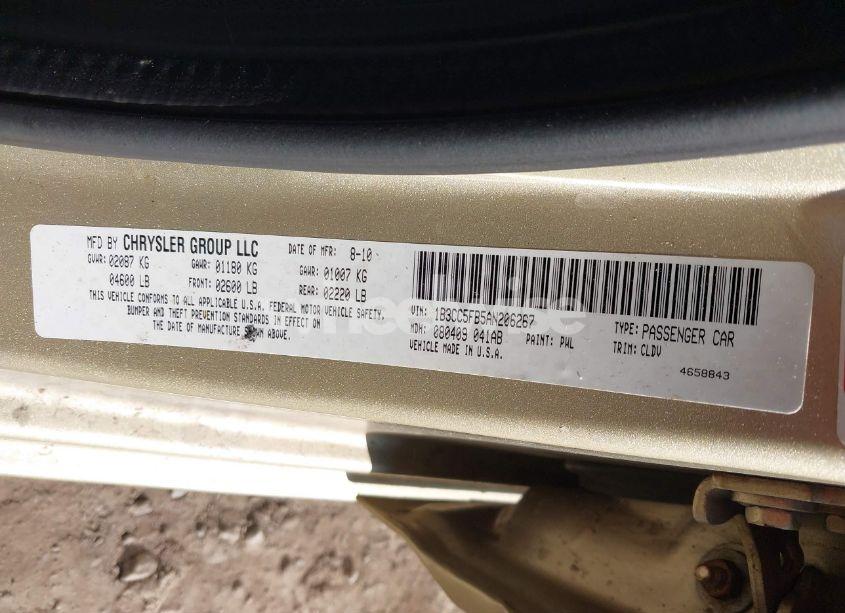 MFD BY CHRYSLER GROUP LLC DATE OF MFR: 8-10
GVWR: 02087 KG GAWR: 01180 KG GAWR: 01007 KG
04600 LB FRONT: 02600 LB REAR: 02220 LB
THIS VEHICLE CONFORMS TO ALL APPLICABLE U.S.A. FEDERAL MOTOR VEHICLE SAFETY,
BUMPER AND THEFT PREVENTION STANDARDS IN EFFECT ON
THE DATE OF MANUFACTURE SHOWN ABOVE.
VIN: 1B3CC5FB5AN206267 TYPE: PASSENGER CAR
MDH: 080409 041AB PAINT: PWL TRIM: CLDV
VEHICLE MADE IN U.S.A.
4658843